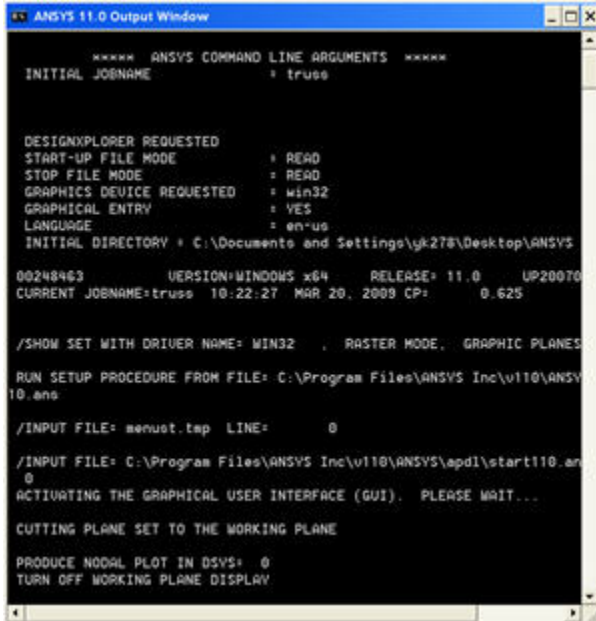 ANSYS 11.0 Output Window
***** ANSYS COMMAND LINE ARGUMENTS *****
INITIAL JOBNAME = truss
DESIGNXPLORER REQUESTED
START-UP FILE MODE = READ
STOP FILE MODE = READ
GRAPHICS DEVICE REQUESTED = win32
GRAPHICAL ENTRY = YES
LANGUAGE = en-us
INITIAL DIRECTORY = C:\Documents and Settings\yk278\Desktop\ANSYS
00248463 VERSION=WINDOWS x64 RELEASE= 11.0 UP20070
CURRENT JOBNAME=truss 10:22:27 MAR 20, 2009 CP= 0.625
/SHOW SET WITH DRIVER NAME= WIN32 , RASTER MODE, GRAPHIC PLANES
RUN SETUP PROCEDURE FROM FILE= C:\Program Files\ANSYS Inc\v110\ANSY
10.ans
/INPUT FILE= menust.tmp LINE= 0
/INPUT FILE= C:\Program Files\ANSYS Inc\v110\ANSYS\apdl\start110.an
0
ACTIVATING THE GRAPHICAL USER INTERFACE (GUI). PLEASE WAIT...
CUTTING PLANE SET TO THE WORKING PLANE
PRODUCE NODAL PLOT IN DSYS= 0
TURN OFF WORKING PLANE DISPLAY